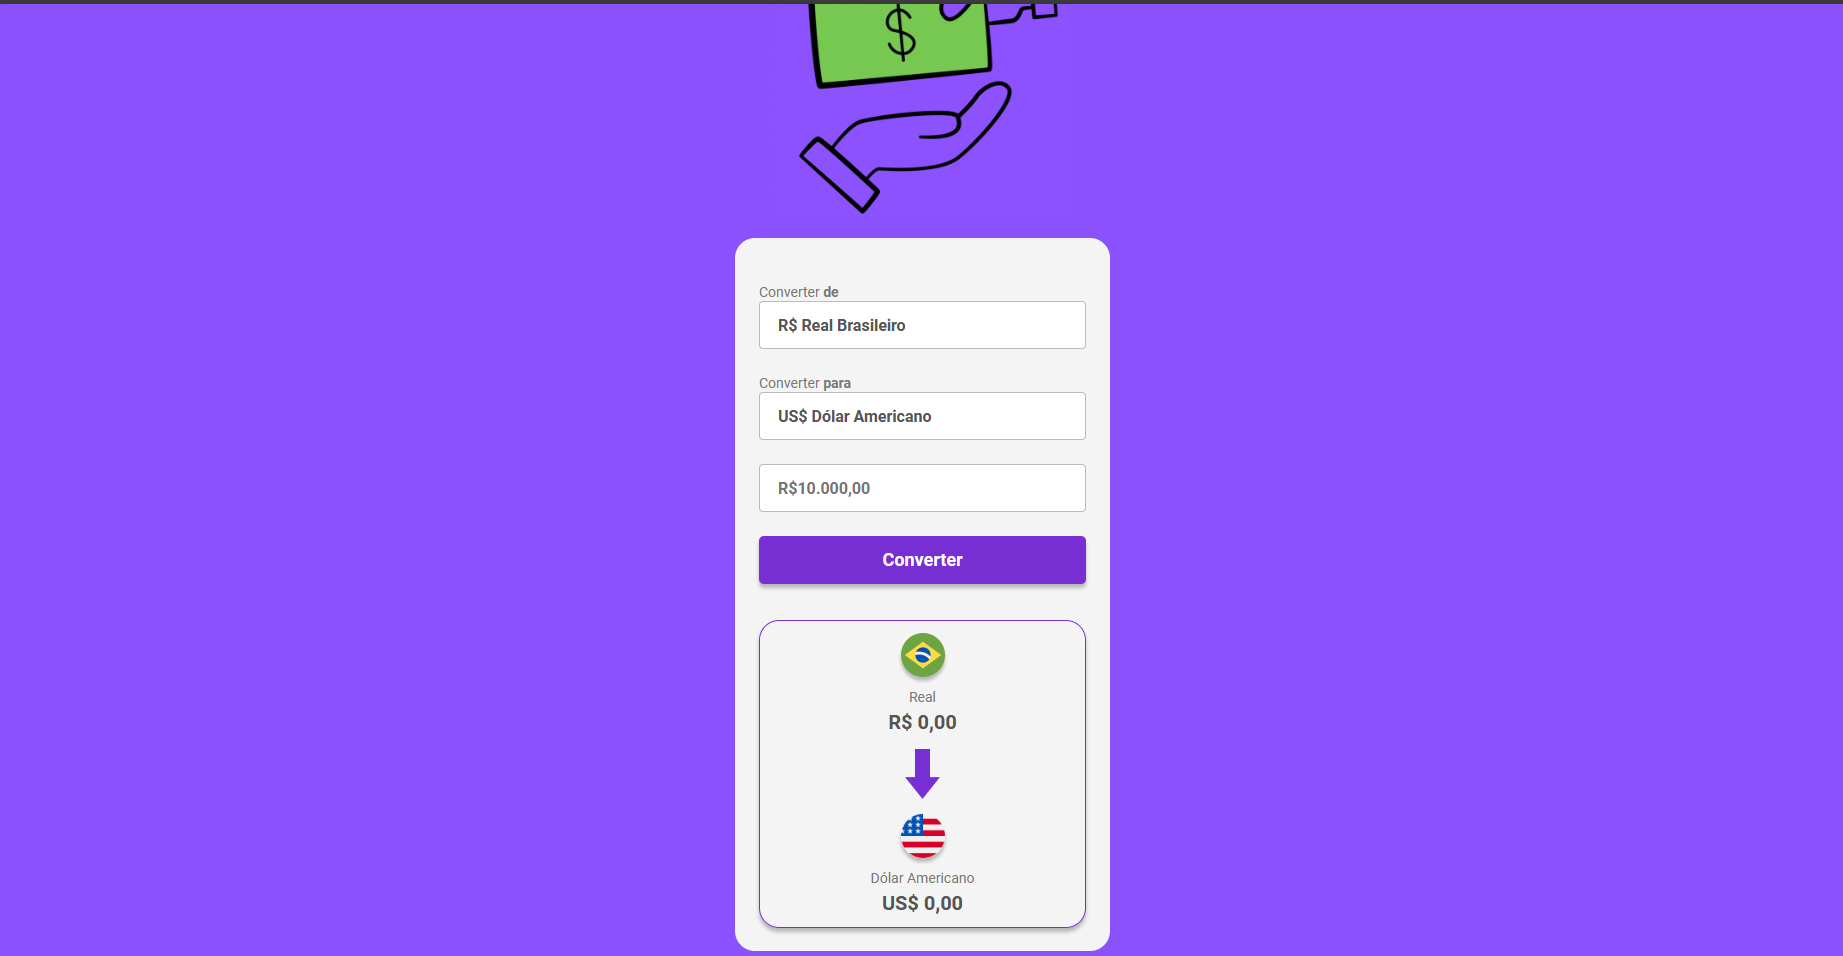 $
Converter de
R$ Real Brasileiro
Converter para
US$ Dólar Americano
R$10.000,00
Converter
Real
R$ 0,00
Dólar Americano
US$ 0,00